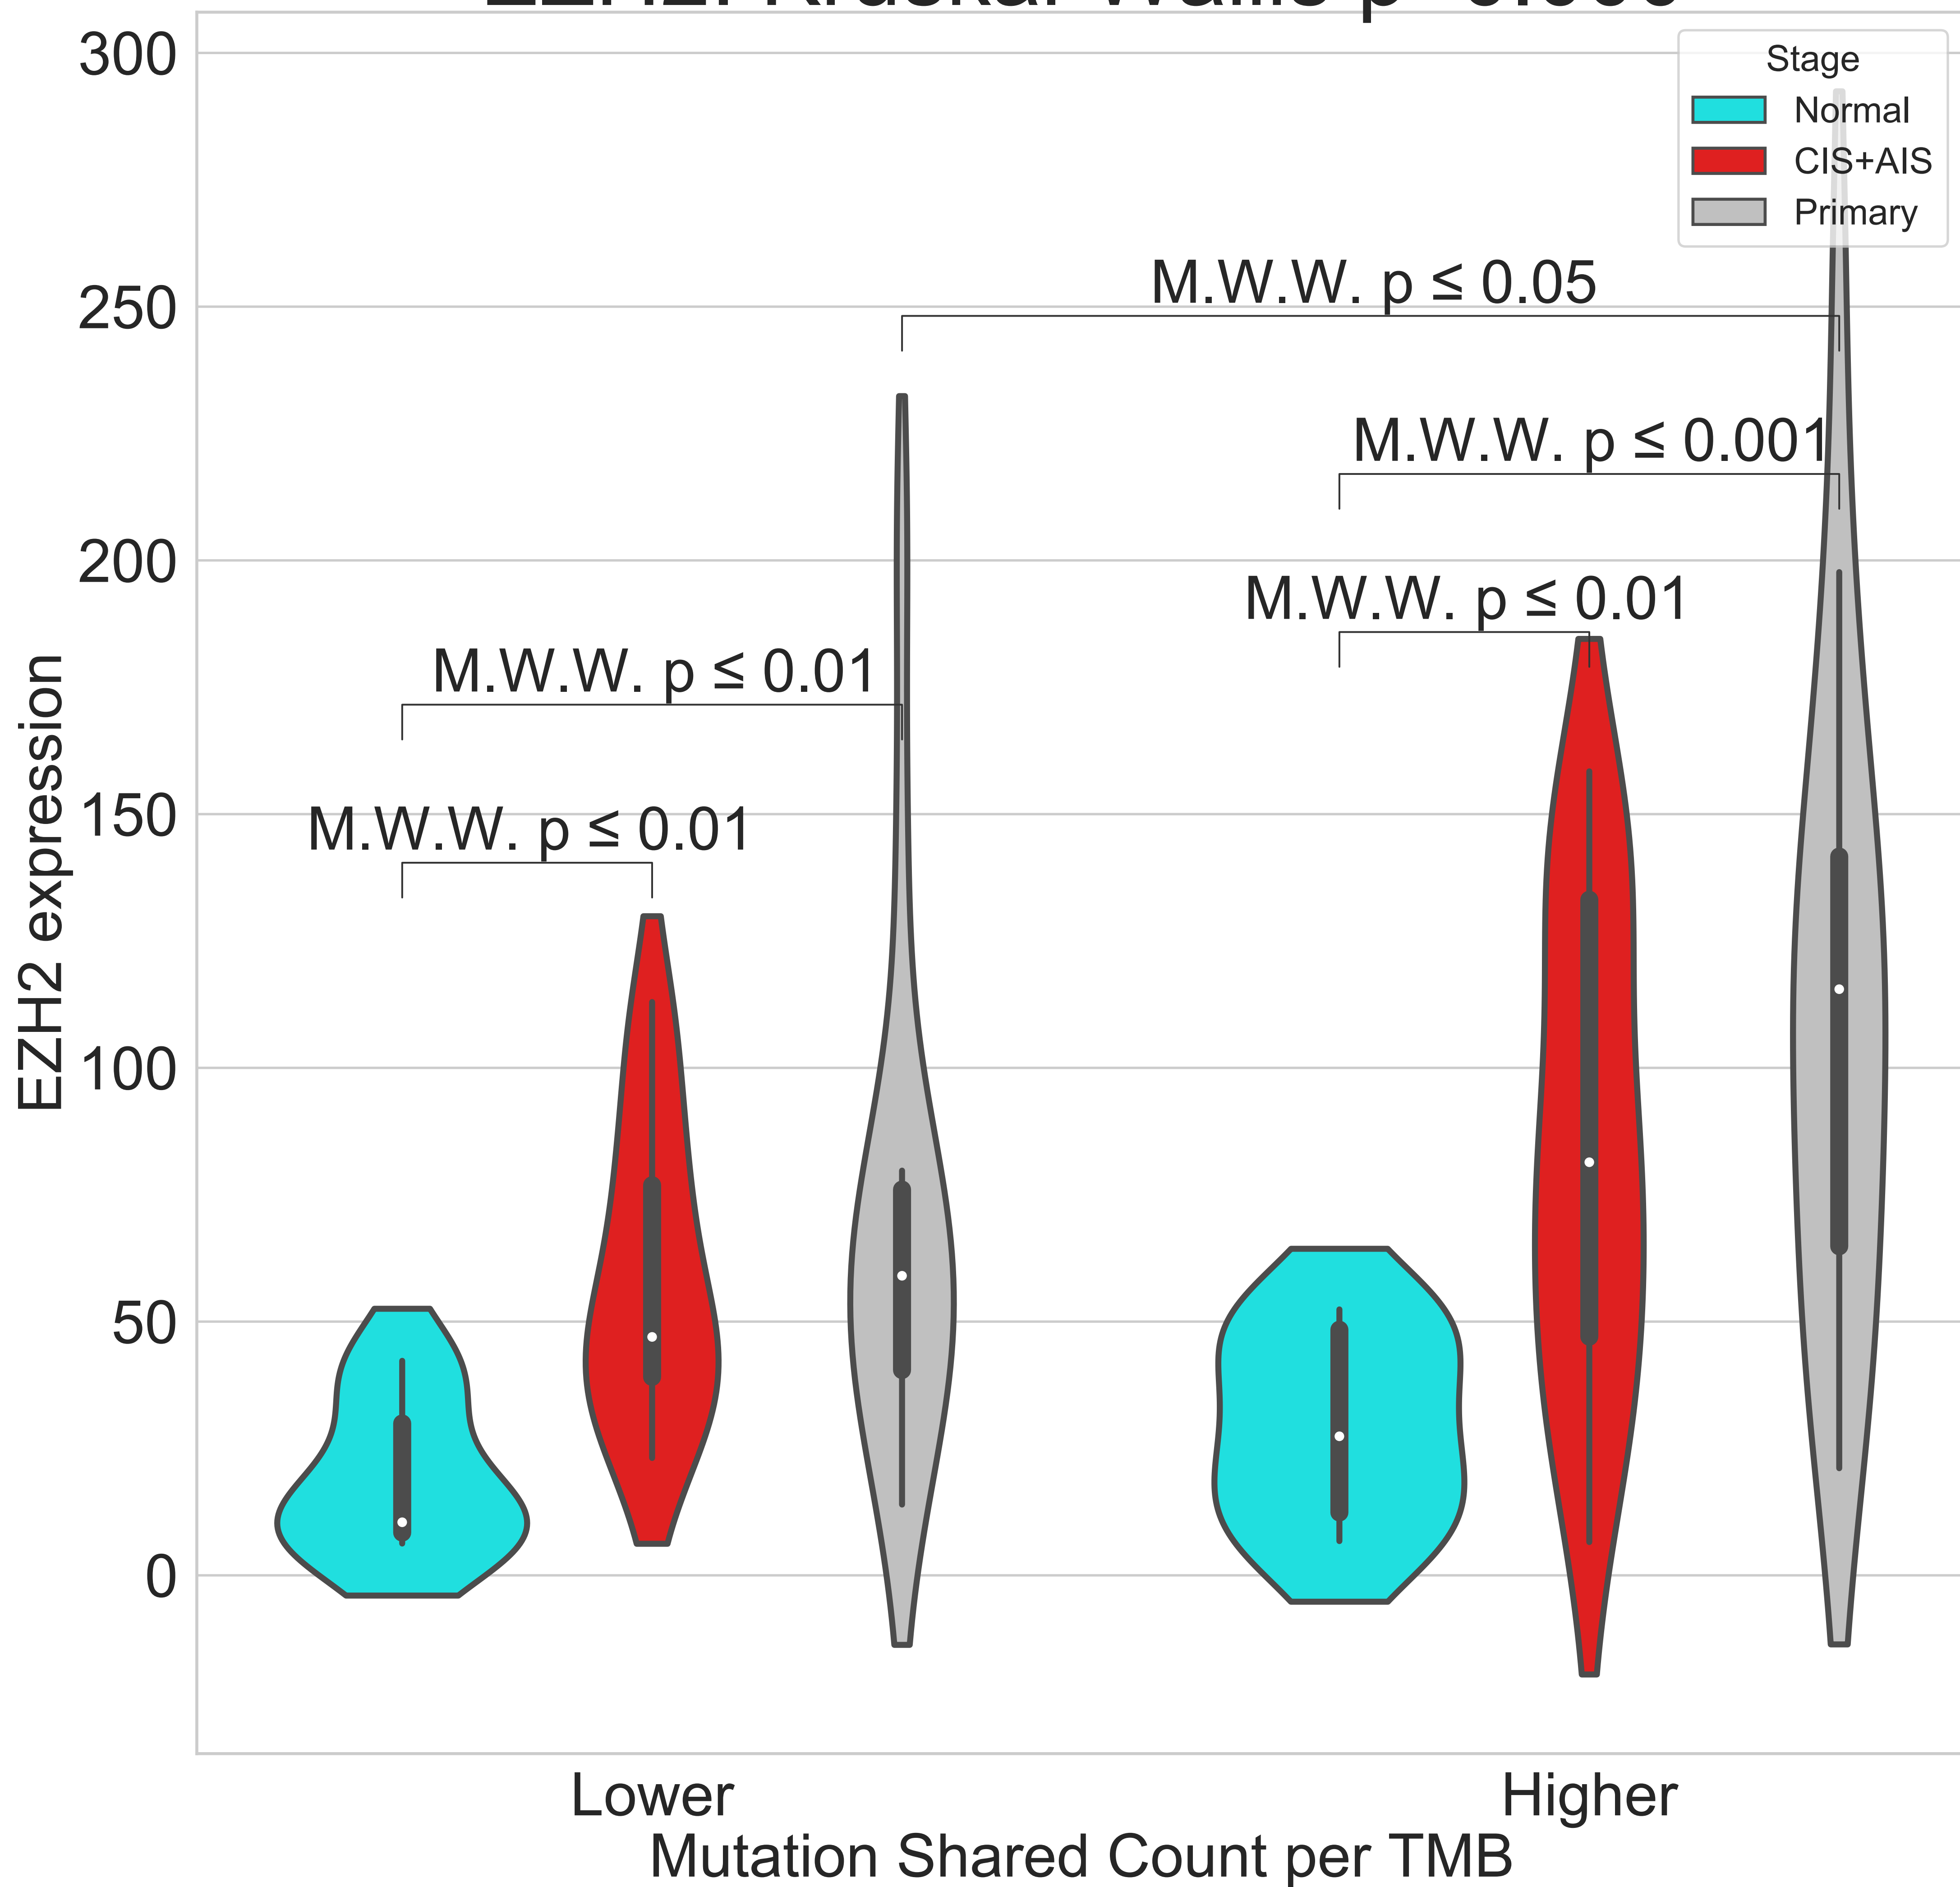 300
250
200
150
100
50
0
EZH2 expression
Stage
Normal
CIS+AIS
Primary
M.W.W. p ≤ 0.05
M.W.W. p ≤ 0.001
M.W.W. p ≤ 0.01
M.W.W. p ≤ 0.01
M.W.W. p ≤ 0.01
Lower
Higher
Mutation Shared Count per TMB